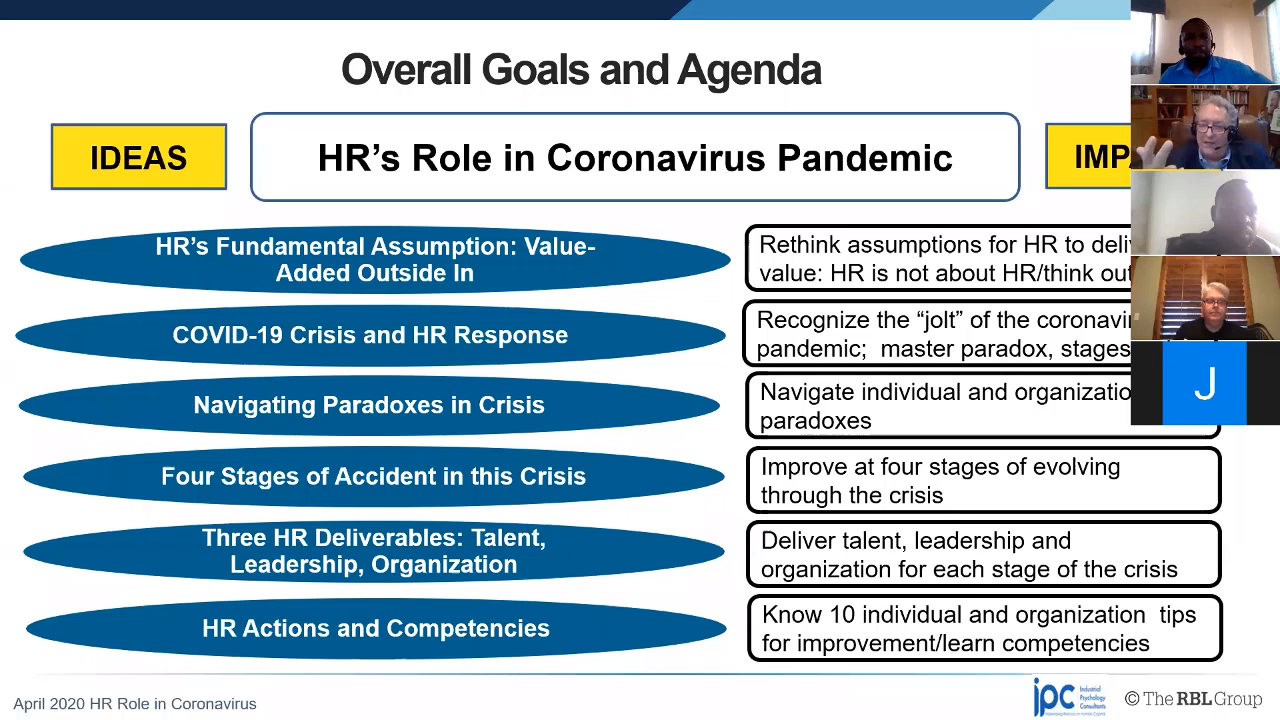 Overall Goals and Agenda
IDEAS
HR's Role in Coronavirus Pandemic
IMP
HR's Fundamental Assumption: Value-
Added Outside In
Rethink assumptions for HR to deli
value: HR is not about HR/think out
COVID-19 Crisis and HR Response
Recognize the “jolt” of the coronavir
pandemic; master paradox, stages
Navigating Paradoxes in Crisis
Navigate individual and organizatio
paradoxes
Four Stages of Accident in this Crisis
Improve at four stages of evolving
through the crisis
Three HR Deliverables: Talent,
Leadership, Organization
Deliver talent, leadership and
organization for each stage of the crisis
HR Actions and Competencies
Know 10 individual and organization tips
for improvement/learn competencies
J
April 2020 HR Role in Coronavirus
ipc
Industrial
Psychology
Consultants
© The RBLGroup